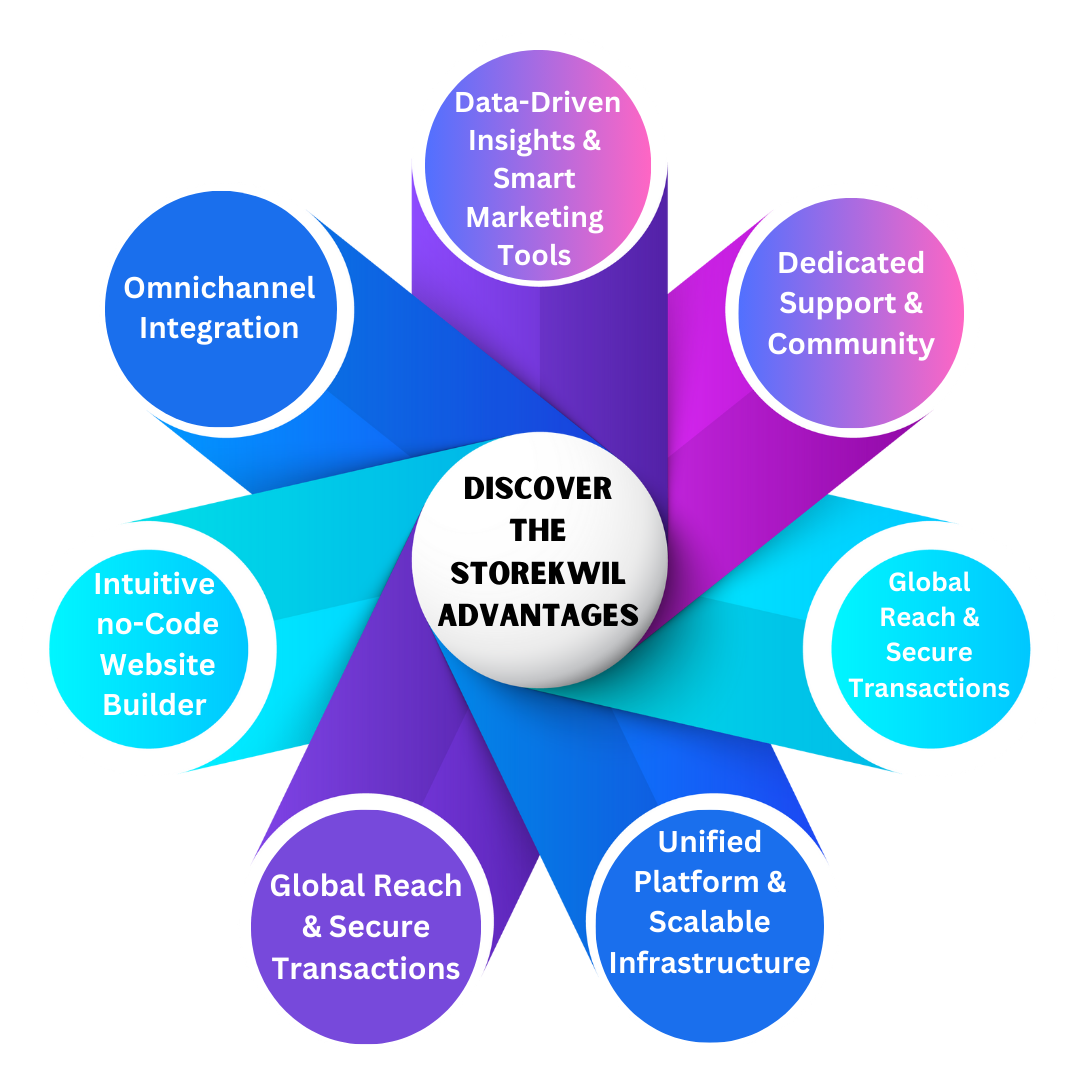 Data-Driven
Insights &
Smart
Marketing
Tools
Dedicated
Support &
Community
Omnichannel
Integration
DISCOVER
THE
STOREKWIL
ADVANTAGES
Intuitive
no-Code
Website
Builder
Global
Reach &
Secure
Transactions
Global Reach
& Secure
Transactions
Unified
Platform &
Scalable
Infrastructure